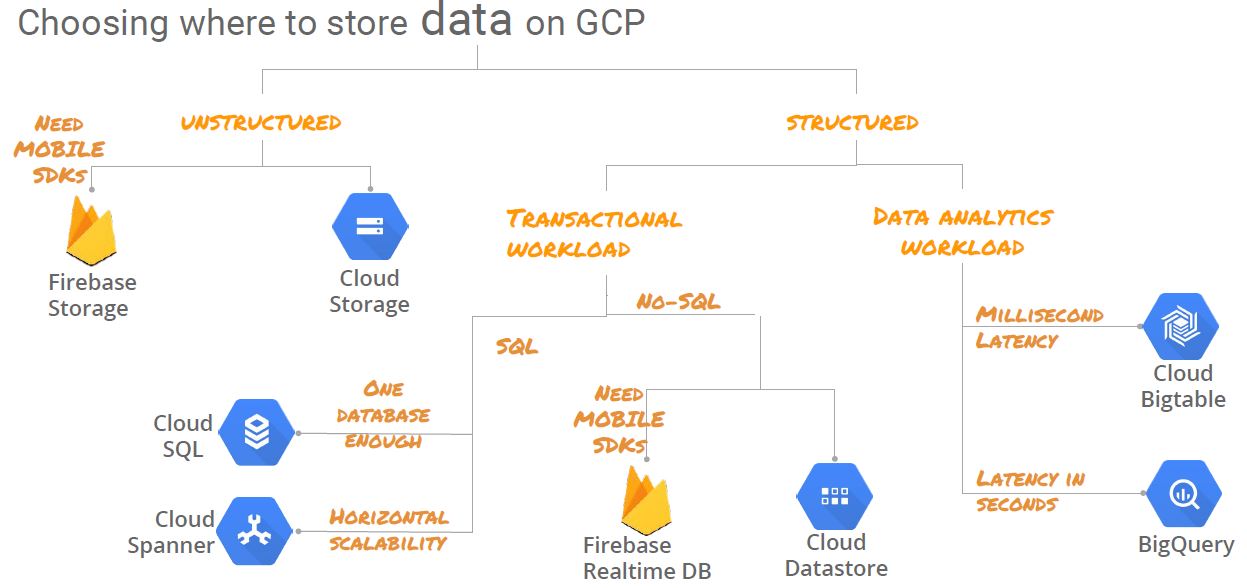 Choosing where to store data on GCP
NEED
MOBILE
SDKs
UNSTRUCTURED
STRUCTURED
Firebase
Storage
Cloud
Storage
TRANSACTIONAL
WORKLOAD
DATA ANALYTICS
WORKLOAD
No-SQL
SQL
MILLISECOND
LATENCY
Cloud
Bigtable
ONE
DATABASE
ENOUGH
Cloud
SQL
NEED
MOBILE
SDKs
HORIZONTAL
SCALABILITY
Cloud
Spanner
Firebase
Realtime DB
Cloud
Datastore
LATENCY IN
SECONDS
BigQuery